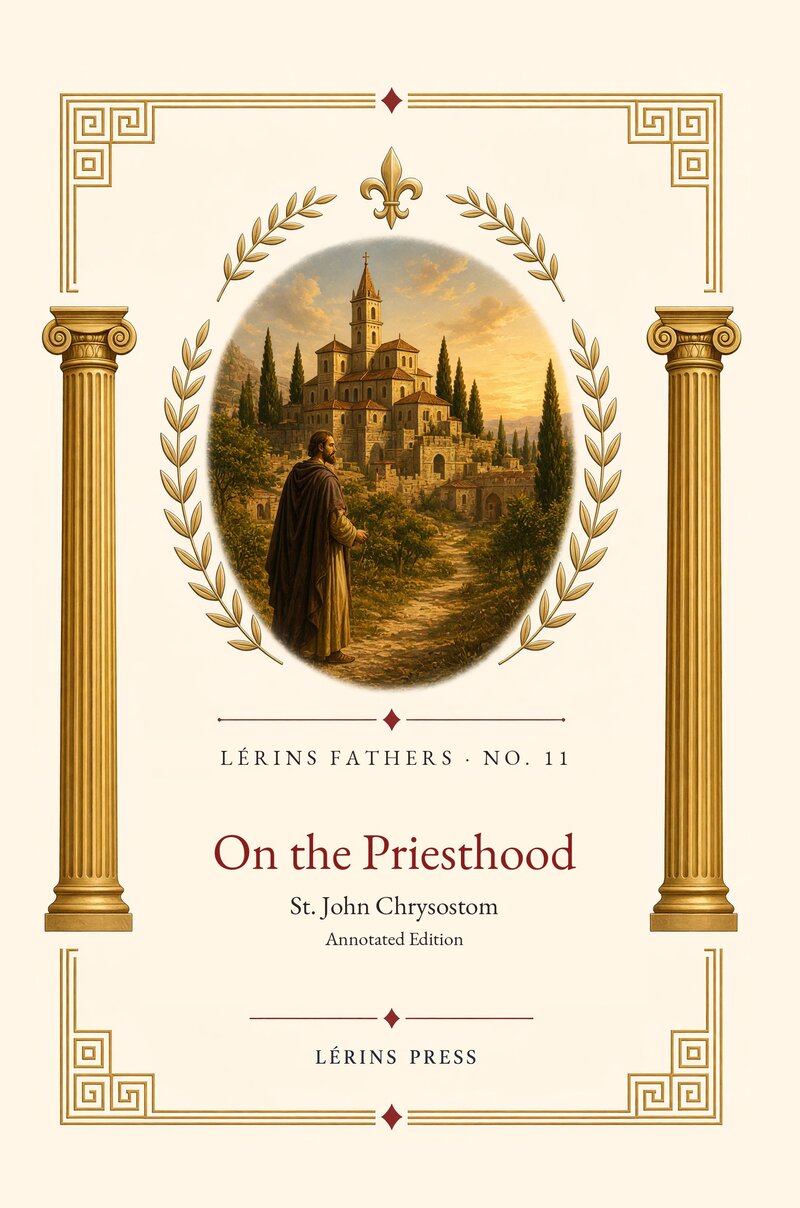 LÉRINS FATHERS · NO. 11
On the Priesthood
St. John Chrysostom
Annotated Edition
LÉRINS PRESS